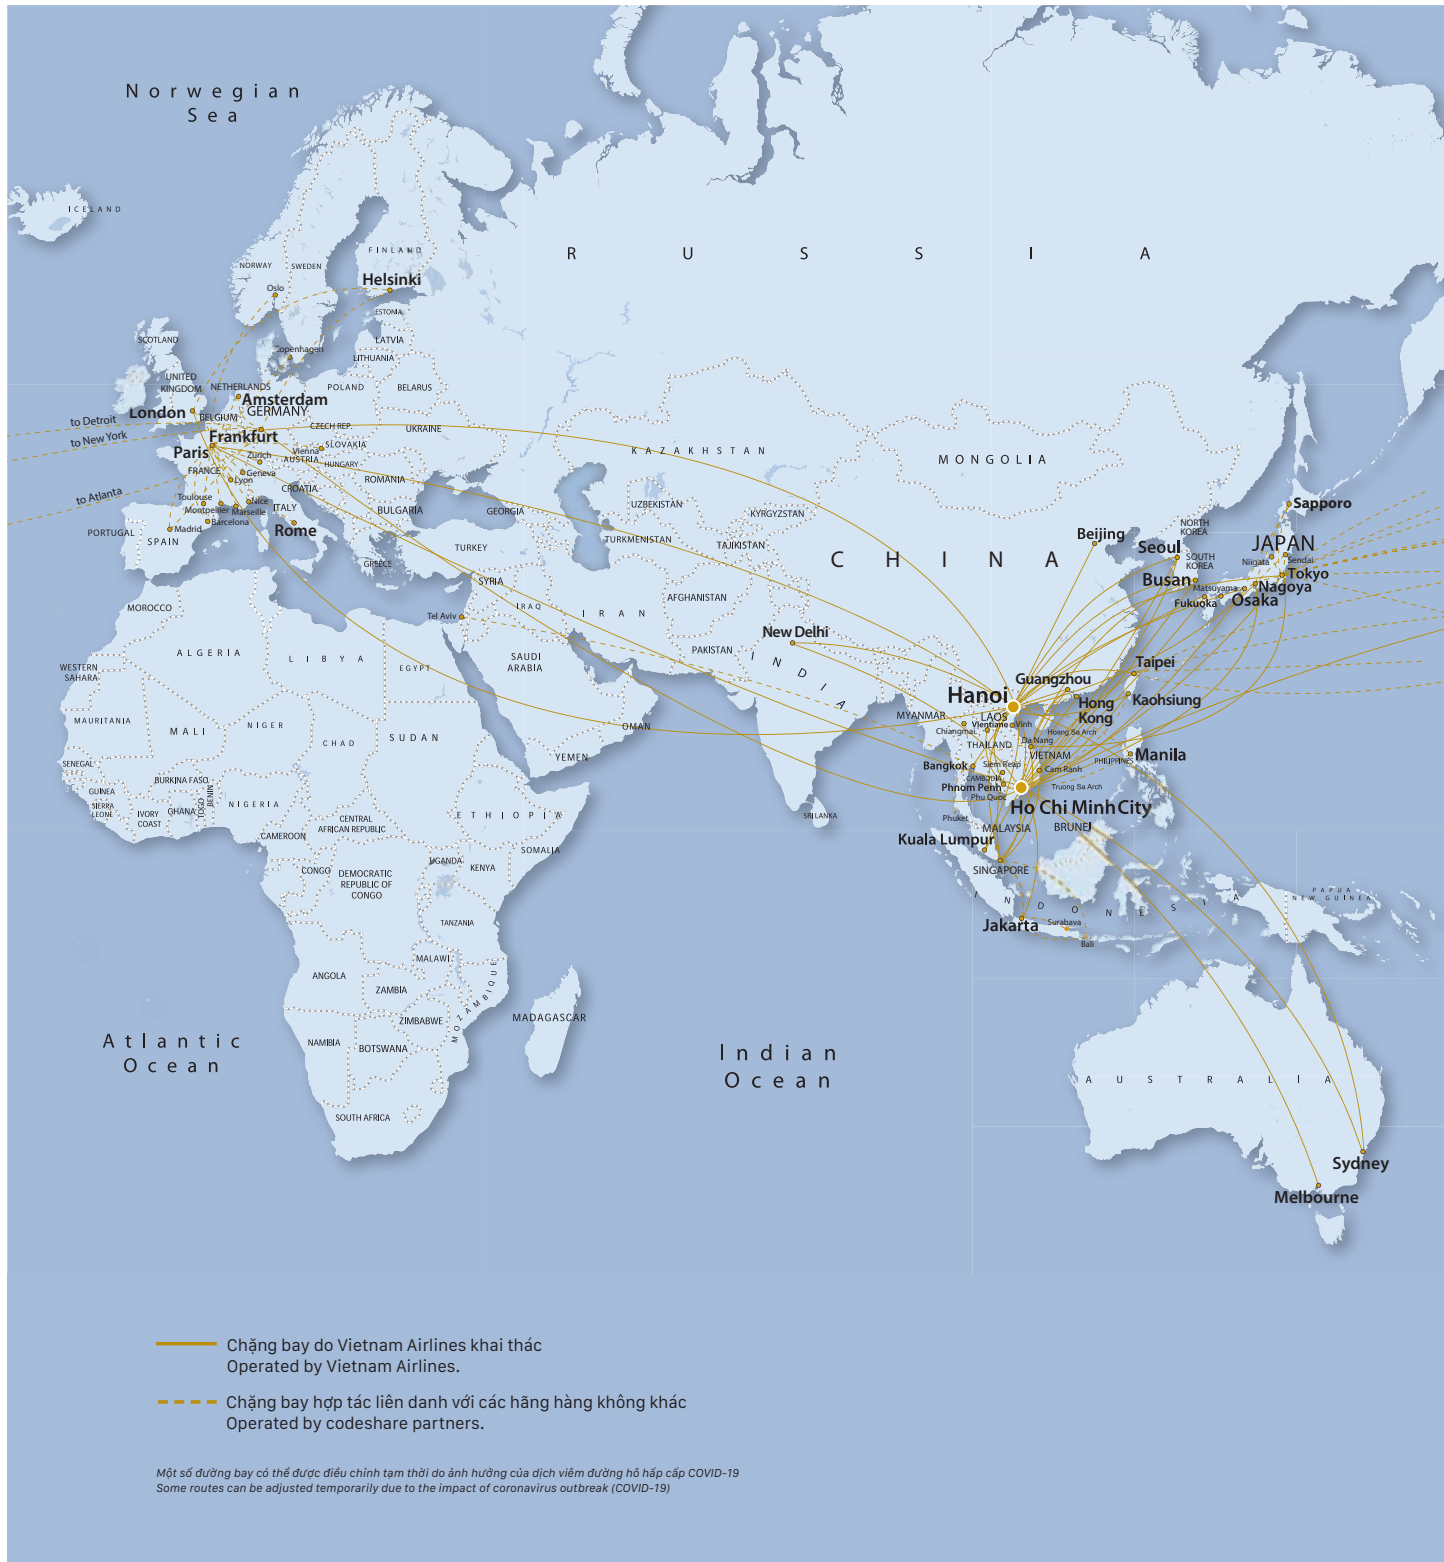 Norwegian
Sea
ICELAND
FINLAND
NORWAY
SWEDEN
RUSSIA
Helsinki
Oslo
ESTONIA
SCOTLAND
LATVIA
Copenhagen
LITHUANIA
UNITED
KINGDOM
NETHERLANDS
POLAND
BELARUS
Amsterdam
London
BELGIUM
GERMANY
to Detroit
CZECH REP.
UKRAINE
to New York
Frankfurt
Paris
Vienna
SLOVAKIA
Zurich
AUSTRIA
HUNGARY
KAZAKHSTAN
MONGOLIA
FRANCE
Geneva
Lyon
ROMANIA
to Atlanta
CROATIA
Toulouse
Nice
Montpellier
Marseille
ITALY
BULGARIA
GEORGIA
UZBEKISTAN
KYRGYZSTAN
Sapporo
Barcelona
Madrid
Rome
PORTUGAL
SPAIN
NORTH
KOREA
Beijing
TURKMENISTAN
TAJIKISTAN
Seoul
JAPAN
TURKEY
GREECE
CHINA
SOUTH
KOREA
Niigata
Sendai
Tokyo
SYRIA
Busan
Matsuyama
Nagoya
AFGHANISTAN
Fukuoka
Osaka
MOROCCO
IRAQ
IRAN
Tel Aviv
New Delhi
ALGERIA
LIBYA
EGYPT
SAUDI
ARABIA
PAKISTAN
INDIA
Taipei
WESTERN
SAHARA
Guangzhou
Hanoi
Hong
Kong
Kaohsiung
MAURITANIA
MALI
NIGER
CHAD
SUDAN
OMAN
MYANMAR
LAOS
Vientiane
Vinh
Chiangmai
Hoang Sa Arch
Da Nang
THAILAND
VIETNAM
YEMEN
SENEGAL
Bangkok
Siem Reap
Cam Ranh
PHILIPPINES
Manila
BURKINA FASO
CAMBODIA
Phnom Penh
Truong Sa Arch
GUINEA
BENIN
TOGO
Phu Quoc
SIERRA
LEONE
IVORY
COAST
GHANA
NIGERIA
ETHIOPIA
SRI LANKA
Ho Chi Minh City
CENTRAL
AFRICAN REPUBLIC
Phuket
MALAYSIA
BRUNEI
CAMEROON
Kuala Lumpur
SOMALIA
UGANDA
KENYA
CONGO
DEMOCRATIC
REPUBLIC OF
CONGO
SINGAPORE
INDONESIA
PAPUA
NEW GUINEA
TANZANIA
Jakarta
Surabaya
Bali
MALAWI
ANGOLA
ZAMBIA
MOZAMBIQUE
ZIMBABWE
MADAGASCAR
NAMIBIA
BOTSWANA
Atlantic
Ocean
Indian
Ocean
AUSTRALIA
SOUTH AFRICA
Sydney
Melbourne
Chặng bay do Vietnam Airlines khai thác
Operated by Vietnam Airlines.
Chặng bay hợp tác liên danh với các hãng hàng không khác
Operated by codeshare partners.
Một số đường bay có thể được điều chỉnh tạm thời do ảnh hưởng của dịch viêm đường hô hấp cấp COVID-19
Some routes can be adjusted temporarily due to the impact of coronavirus outbreak (COVID-19)